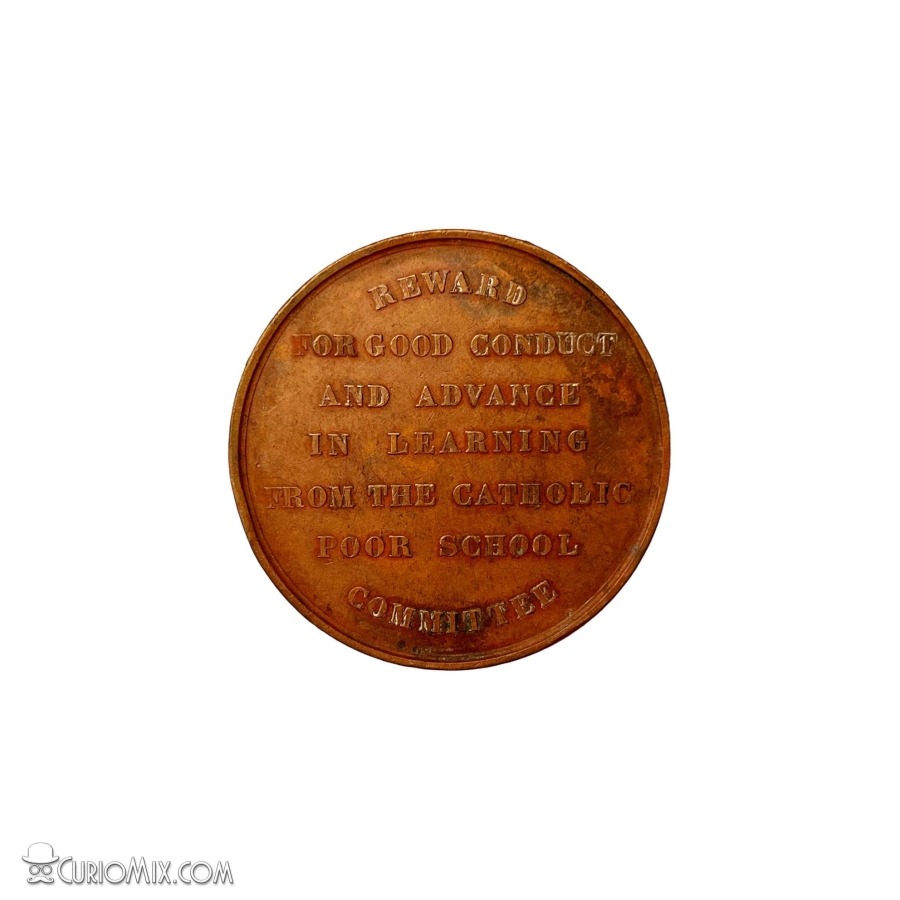 REWARD
FOR GOOD CONDUCT
AND ADVANCE
IN LEARNING
FROM THE CATHOLIC
POOR SCHOOL
COMMITTEE
CURIOMIX.COM